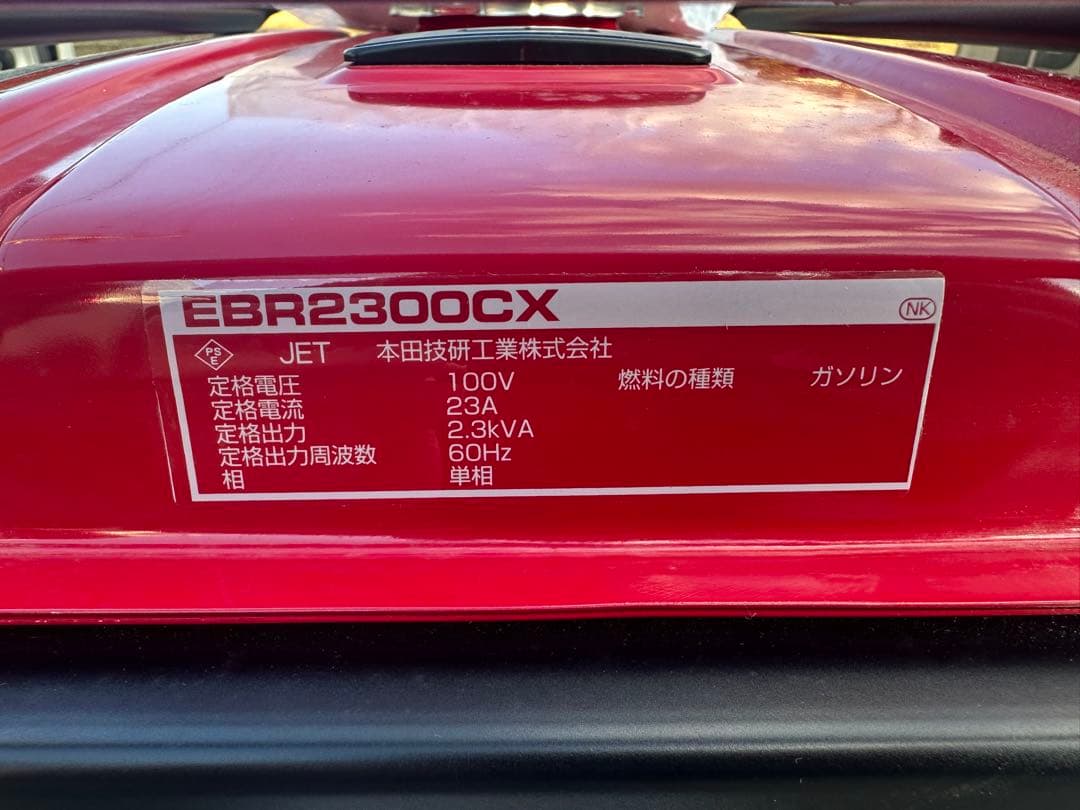 EBR2300CX NK
PSE JET 本田技研工業株式会社
定格電圧 100V 燃料の種類 ガソリン
定格電流 23A
定格出力 2.3kVA
定格出力周波数 60Hz
相 単相